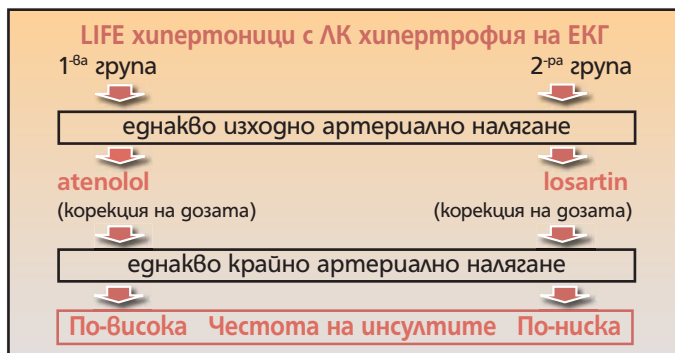 LIFE хипертоници с ЛК хипертрофия на ЕКГ
1-ва група 2-ра група
еднакво изходно артериално налягане
atenolol losartin
(корекция на дозата) (корекция на дозата)
еднакво крайно артериално налягане
По-висока Честота на инсултите По-ниска